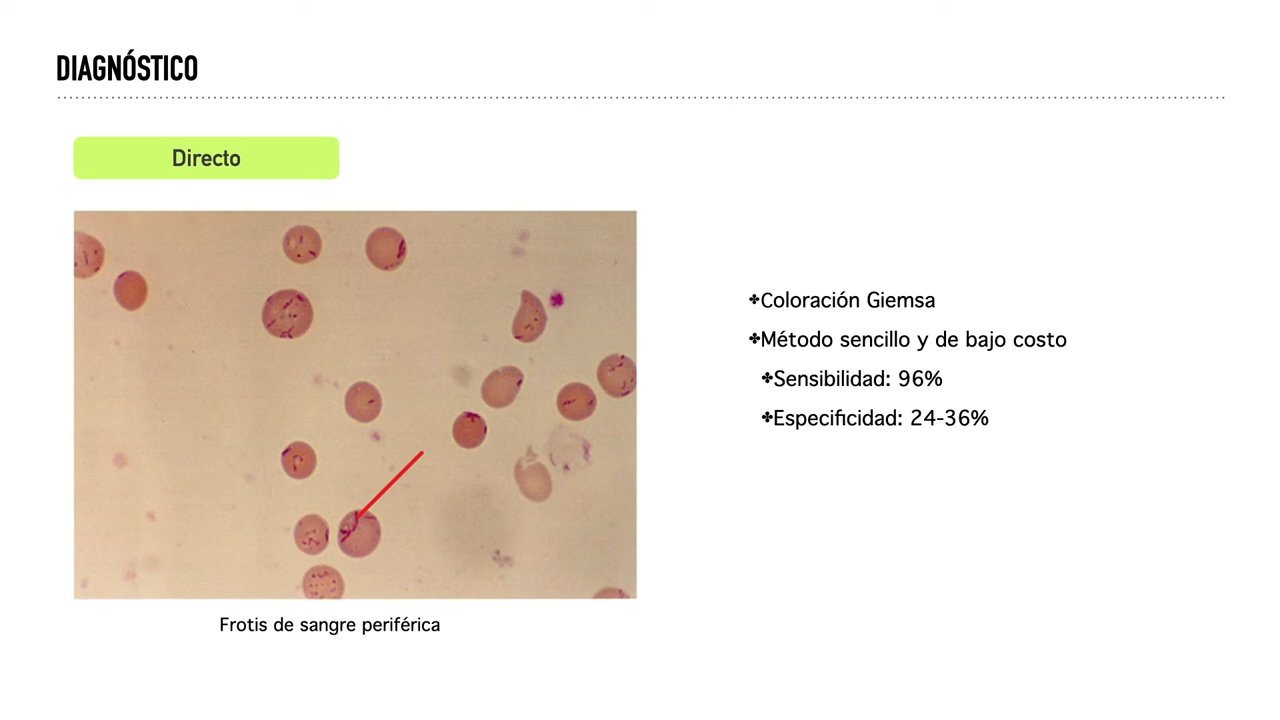 DIAGNÓSTICO
Directo
✤Coloración Giemsa
✤Método sencillo y de bajo costo
✤Sensibilidad: 96%
✤Especificidad: 24-36%
Frotis de sangre periférica